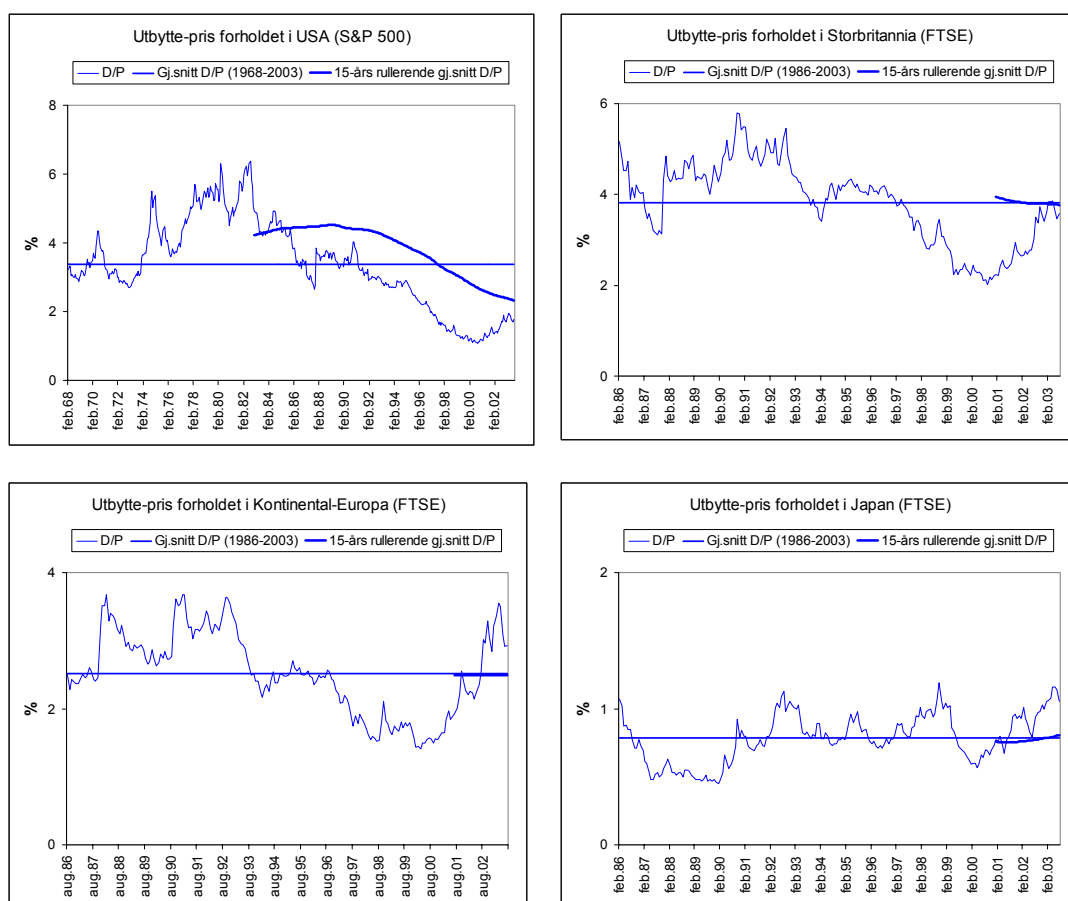 Utbytte-pris forholdet i USA (S&P 500)
D/P Gj.snitt D/P (1968-2003) 15-års rullerende gj.snitt D/P
8
6
4
2
0
%
feb.68 feb.70 feb.72 feb.74 feb.76 feb.78 feb.80 feb.82 feb.84 feb.86 feb.88 feb.90 feb.92 feb.94 feb.96 feb.98 feb.00 feb.02
Utbytte-pris forholdet i Storbritannia (FTSE)
D/P Gj.snitt D/P (1986-2003) 15-års rullerende gj.snitt D/P
6
4
2
0
%
feb.86 feb.87 feb.88 feb.89 feb.90 feb.91 feb.92 feb.93 feb.94 feb.95 feb.96 feb.97 feb.98 feb.99 feb.00 feb.01 feb.02 feb.03
Utbytte-pris forholdet i Kontinental-Europa (FTSE)
D/P Gj.snitt D/P (1986-2003) 15-års rullerende gj.snitt D/P
4
2
0
%
aug.86 aug.87 aug.88 aug.89 aug.90 aug.91 aug.92 aug.93 aug.94 aug.95 aug.96 aug.97 aug.98 aug.99 aug.00 aug.01 aug.02
Utbytte-pris forholdet i Japan (FTSE)
D/P Gj.snitt D/P (1986-2003) 15-års rullerende gj.snitt D/P
2
1
0
%
feb.86 feb.87 feb.88 feb.89 feb.90 feb.91 feb.92 feb.93 feb.94 feb.95 feb.96 feb.97 feb.98 feb.99 feb.00 feb.01 feb.02 feb.03